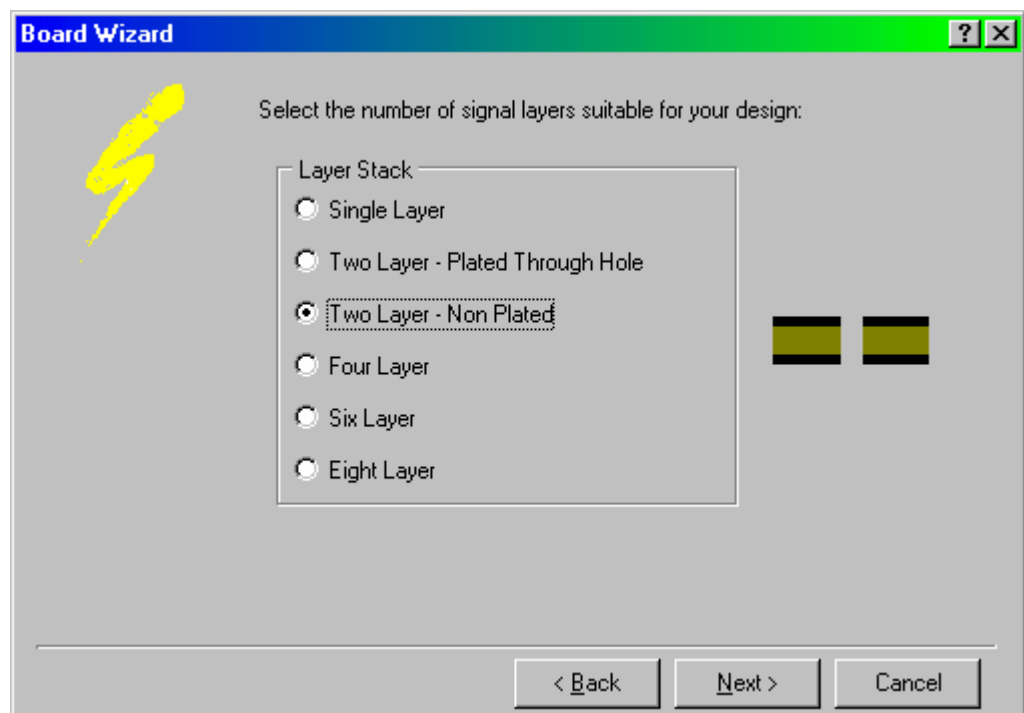 Board Wizard
?
Select the number of signal layers suitable for your design:
Layer Stack
Single Layer
Two Layer - Plated Through Hole
Two Layer - Non Plated
Four Layer
Six Layer
Eight Layer
< Back Next > Cancel